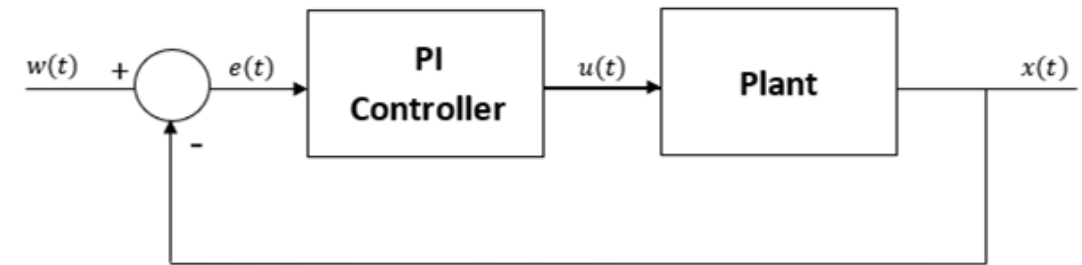 w(t)
+
e(t)
PI
Controller
u(t)
Plant
x(t)
-